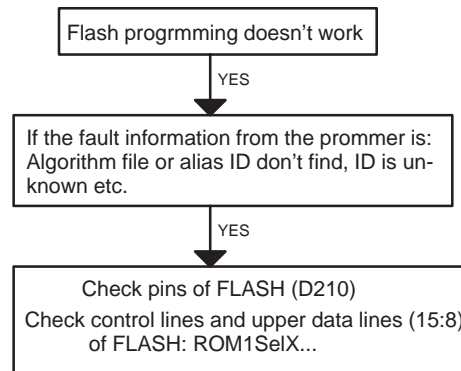 Flash progrmming doesn't work
YES
If the fault information from the prommer is:
Algorithm file or alias ID don't find, ID is un-
known etc.
YES
Check pins of FLASH (D210)
Check control lines and upper data lines (15:8)
of FLASH: ROM1SelX...